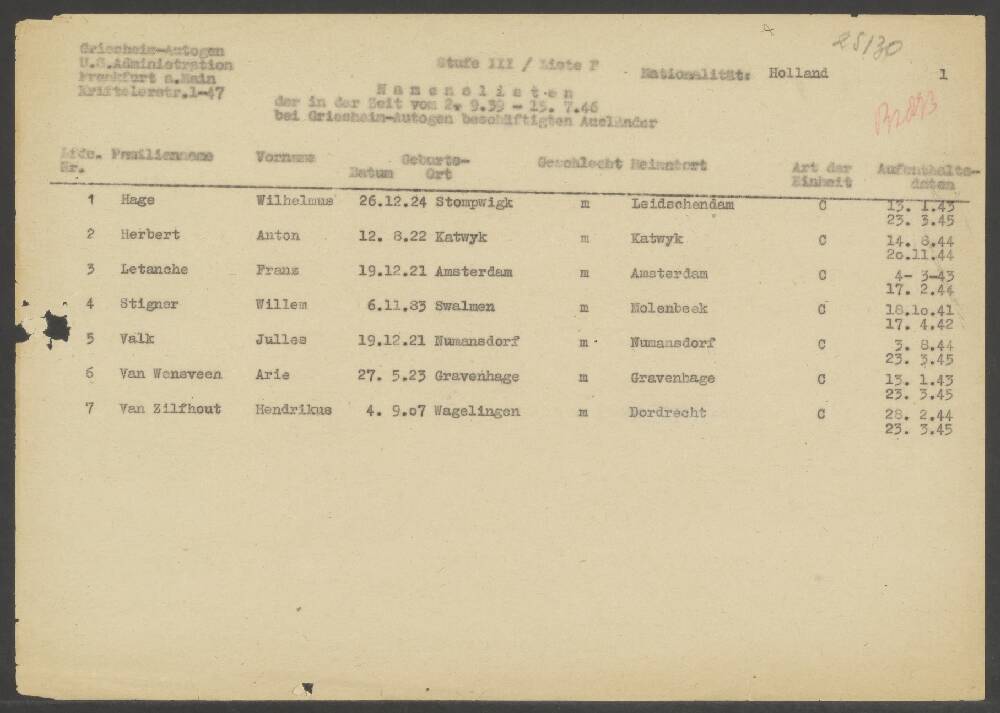 25/30
Griesheim-Autogen
U.S.Administration
Frankfurt a.Main
Kriftelerstr.1-47
Stufe III / Liste F
Nationalität: Holland 1
Namenslisten
der in der Zeit vom 2. 9.39 - 15. 7.46
bei Griesheim-Autogen beschäftigten Ausländer
Lfde. Familienname Vorname Geburts- Geschlecht Heimatort Art der Aufenthalts-
Nr. Datum Ort Einheit daten
1 Hage Wilhelmus 26.12.24 Stompwigk m Leidschendam C 13. 1.43
23. 3.45
2 Herbert Anton 12. 8.22 Katwyk m Katwyk C 14. 8.44
2o.11.44
3 Letanche Franz 19.12.21 Amsterdam m Amsterdam C 4- 3-43
17. 2.44
4 Stigner Willem 6.11.83 Swalmen m Molenbeek C 18.1o.41
17. 4.42
5 Valk Julles 19.12.21 Numansdorf m Numansdorf C 3. 8.44
23. 3.45
6 Van Wensveen Arie 27. 5.23 Gravenhage m Gravenhage C 13. 1.43
23. 3.45
7 Van Zilfhout Hendrikus 4. 9.o7 Wagelingen m Dordrecht C 28. 2.44
23. 3.45